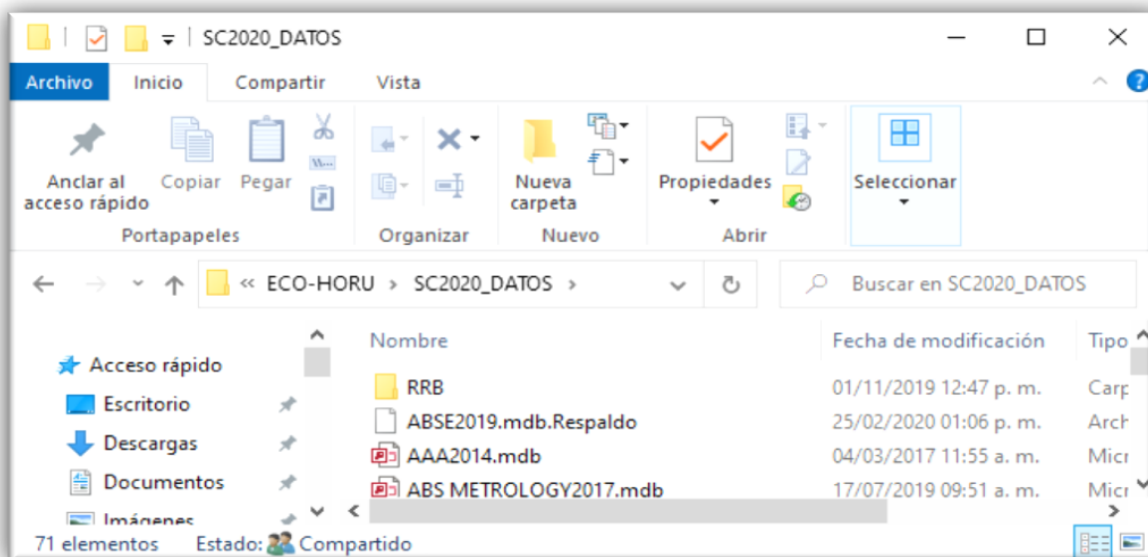 SC2020_DATOS
Archivo Inicio Compartir Vista
Anclar al acceso rápido
Copiar
Pegar
Nueva carpeta
Propiedades
Seleccionar
Portapapeles Organizar Nuevo Abrir
« ECO-HORU › SC2020_DATOS › Buscar en SC2020_DATOS
Nombre Fecha de modificación Tipo
Acceso rápido
Escritorio
Descargas
Documentos
Imágenes
RRB 01/11/2019 12:47 p. m. Carp
ABSE2019.mdb.Respaldo 25/02/2020 01:06 p. m. Arch
AAA2014.mdb 04/03/2017 11:55 a. m. Micr
ABS METROLOGY2017.mdb 17/07/2019 09:51 a. m. Micr
71 elementos Estado: Compartido